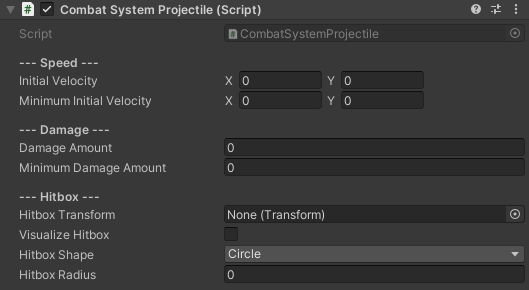 # Combat System Projectile (Script)
Script # CombatSystemProjectile
--- Speed ---
Initial Velocity X 0 Y 0
Minimum Initial Velocity X 0 Y 0
--- Damage ---
Damage Amount 0
Minimum Damage Amount 0
--- Hitbox ---
Hitbox Transform None (Transform)
Visualize Hitbox
Hitbox Shape Circle
Hitbox Radius 0